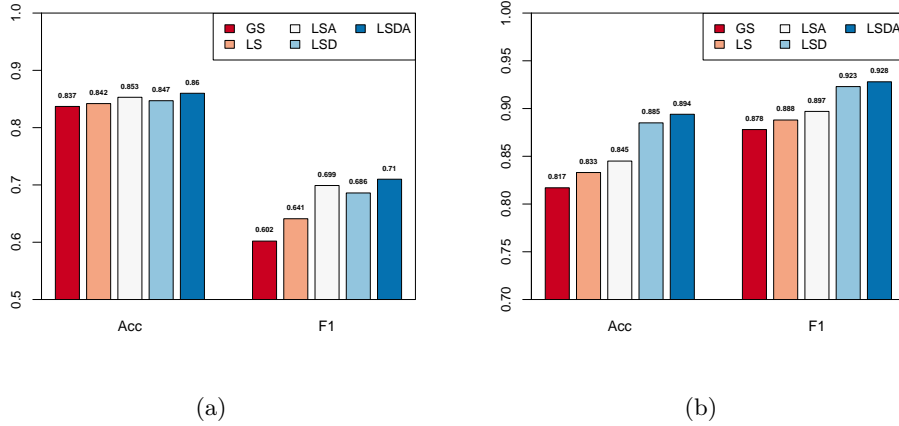 1.0
0.9
0.8
0.7
0.6
0.5
GS LSA LSDA
LS LSD
0.837 0.842 0.853 0.847 0.86
0.602 0.641 0.699 0.686 0.71
Acc F1
(a)
1.00
0.95
0.90
0.85
0.80
0.75
0.70
GS LSA LSDA
LS LSD
0.817 0.833 0.845 0.885 0.894
0.878 0.888 0.897 0.923 0.928
Acc F1
(b)